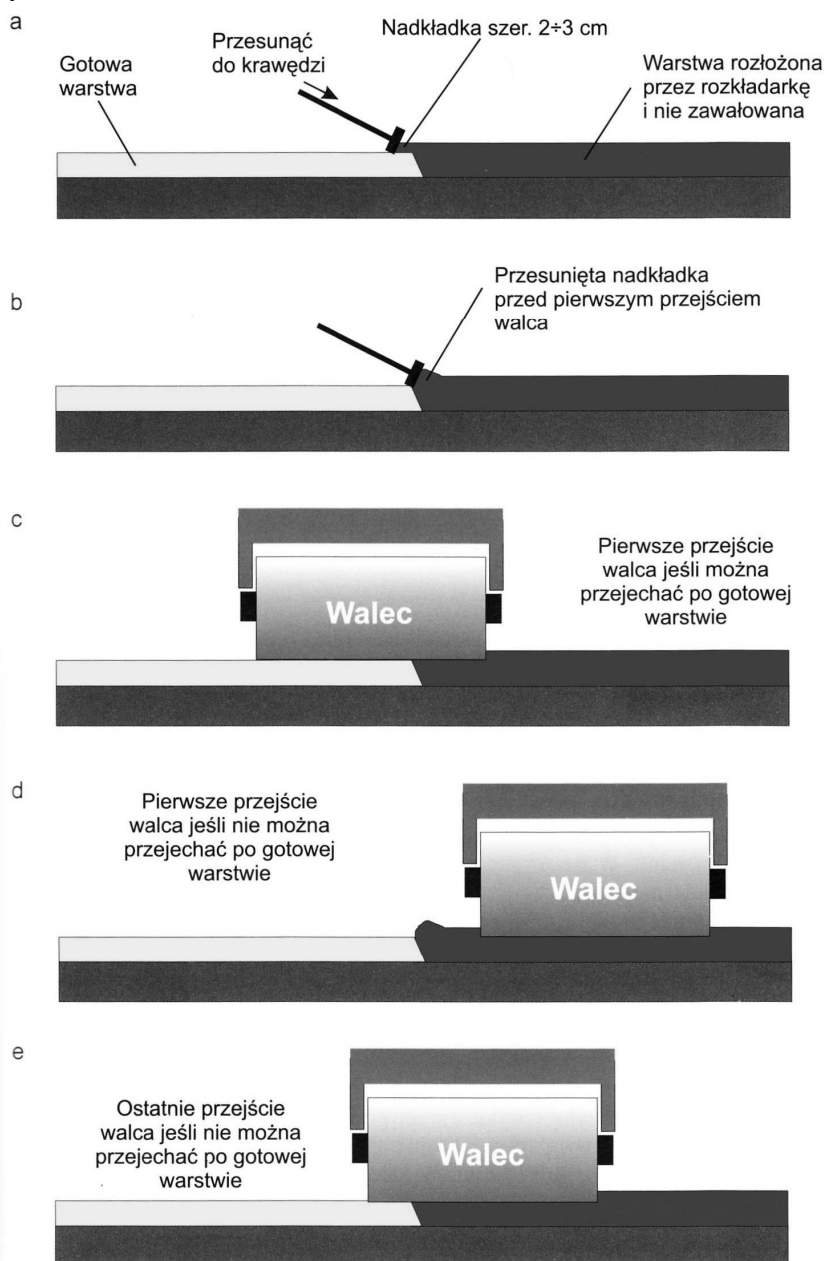 a
Przesunąć
do krawędzi
Nadkładka szer. 2÷3 cm
Gotowa
warstwa
Warstwa rozłożona
przez rozkładarkę
i nie zawałowana
b
Przesunięta nadkładka
przed pierwszym przejściem
walca
c
Walec
Pierwsze przejście
walca jeśli można
przejechać po gotowej
warstwie
d
Pierwsze przejście
walca jeśli nie można
przejechać po gotowej
warstwie
Walec
e
Ostatnie przejście
walca jeśli nie można
przejechać po gotowej
warstwie
Walec